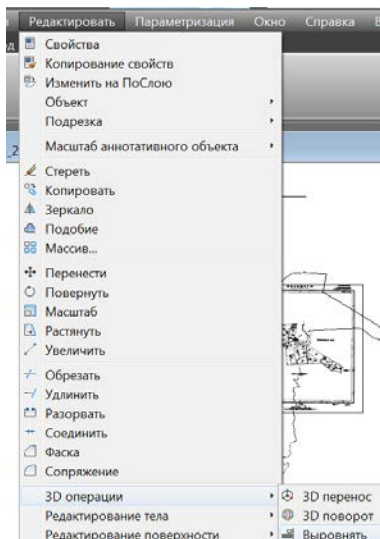 Редактировать Параметризация Окно Справка
Свойства
Копирование свойств
Изменить на ПоСлою
Объект
Подрезка
Масштаб аннотативного объекта
Стереть
Копировать
Зеркало
Подобие
Массив...
Перенести
Повернуть
Масштаб
Растянуть
Увеличить
Обрезать
Удлинить
Разорвать
Соединить
Фаска
Сопряжение
3D операции
3D перенос
Редактирование тела
3D поворот
Редактирование поверхности
Выровнять